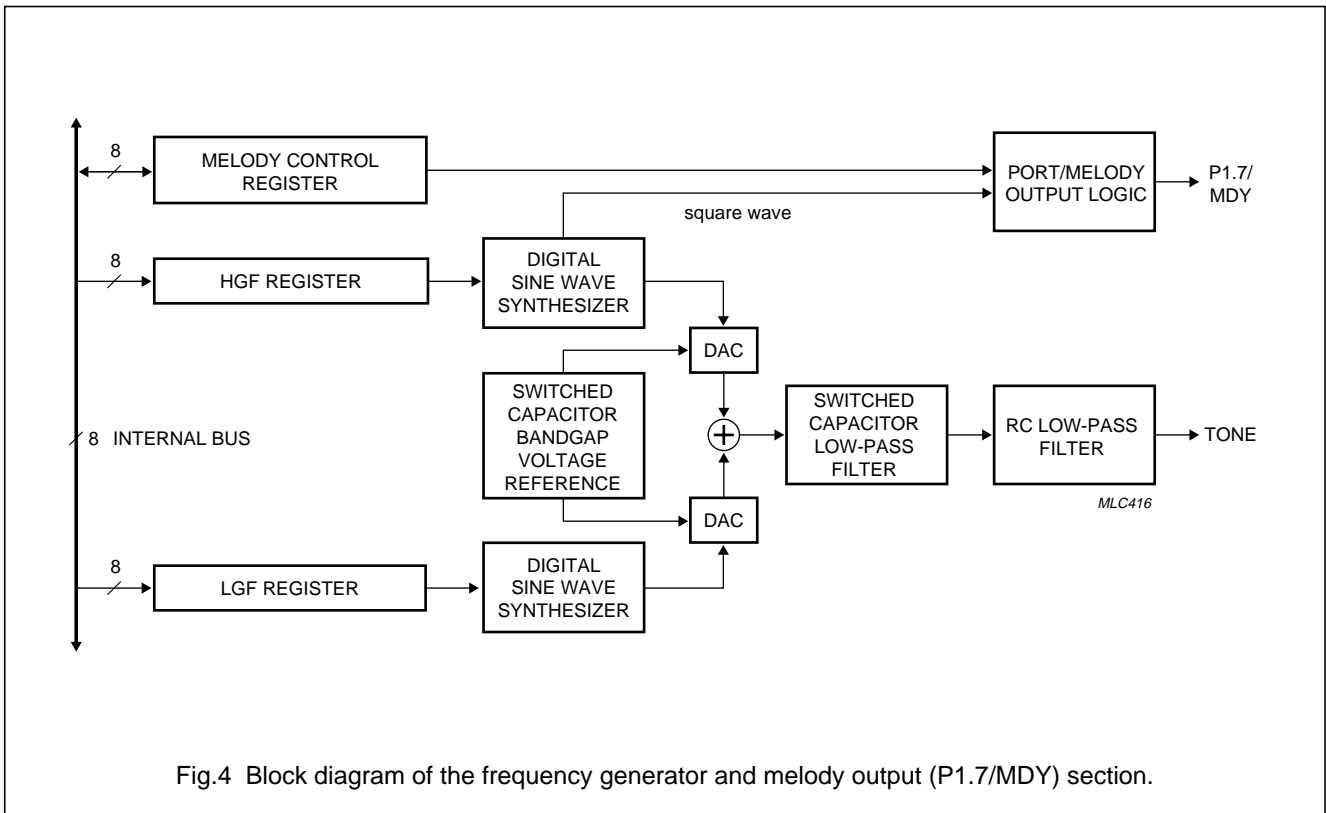 8
MELODY CONTROL
REGISTER
PORT/MELODY
OUTPUT LOGIC
P1.7/
MDY
square wave
8
HGF REGISTER
DIGITAL
SINE WAVE
SYNTHESIZER
DAC
8 INTERNAL BUS
SWITCHED
CAPACITOR
BANDGAP
VOLTAGE
REFERENCE
+
SWITCHED
CAPACITOR
LOW-PASS
FILTER
RC LOW-PASS
FILTER
TONE
MLC416
DAC
8
LGF REGISTER
DIGITAL
SINE WAVE
SYNTHESIZER
Fig.4 Block diagram of the frequency generator and melody output (P1.7/MDY) section.